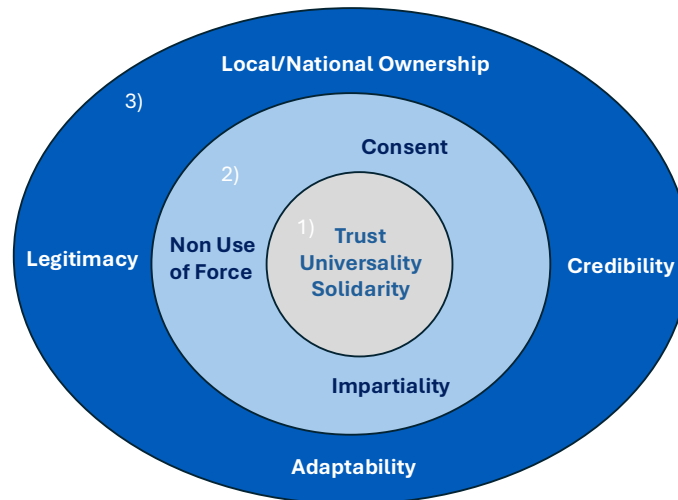 Local/National Ownership
3)
Consent
2)
1)
Trust
Universality
Solidarity
Non Use
of Force
Legitimacy
Credibility
Impartiality
Adaptability